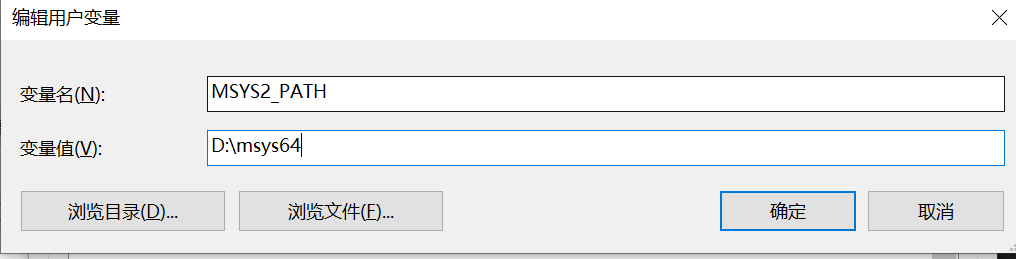 编辑用户变量
变量名(N):
MSYS2_PATH
变量值(V):
D:\msys64
浏览目录(D)...
浏览文件(F)...
确定
取消